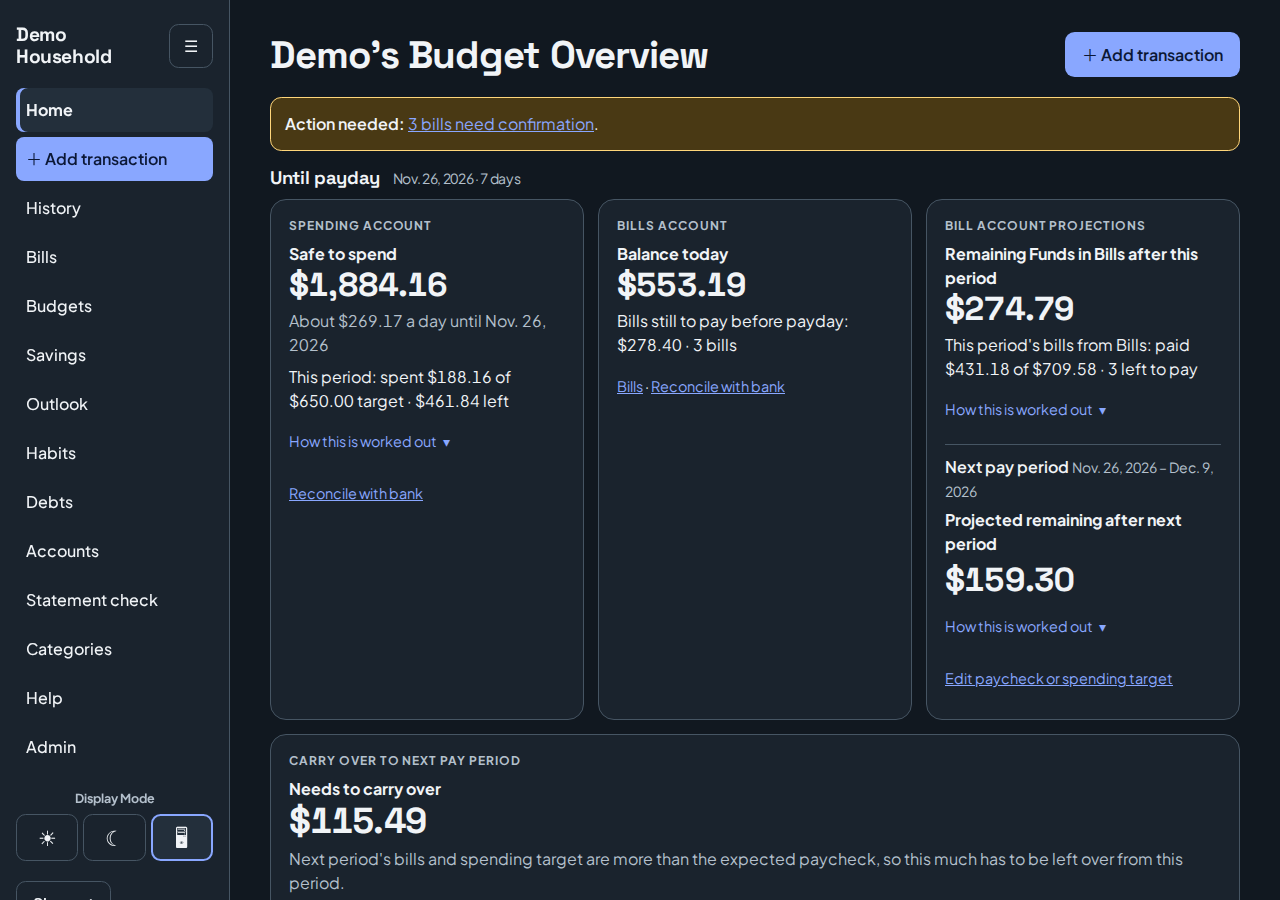 Demo
Household
☰
Home
+ Add transaction
History
Bills
Budgets
Savings
Outlook
Habits
Debts
Accounts
Statement check
Categories
Help
Admin
Display Mode
Demo's Budget Overview
+ Add transaction
Action needed: 3 bills need confirmation.
Until payday Nov. 26, 2026 · 7 days
SPENDING ACCOUNT
Safe to spend
$1,884.16
About $269.17 a day until Nov. 26,
2026
This period: spent $188.16 of
$650.00 target · $461.84 left
How this is worked out ▼
Reconcile with bank
BILLS ACCOUNT
Balance today
$553.19
Bills still to pay before payday:
$278.40 · 3 bills
Bills · Reconcile with bank
BILL ACCOUNT PROJECTIONS
Remaining Funds in Bills after this
period
$274.79
This period's bills from Bills: paid
$431.18 of $709.58 · 3 left to pay
How this is worked out ▼
Next pay period Nov. 26, 2026 – Dec. 9,
2026
Projected remaining after next
period
$159.30
How this is worked out ▼
Edit paycheck or spending target
CARRY OVER TO NEXT PAY PERIOD
Needs to carry over
$115.49
Next period's bills and spending target are more than the expected paycheck, so this much has to be left over from this
period.